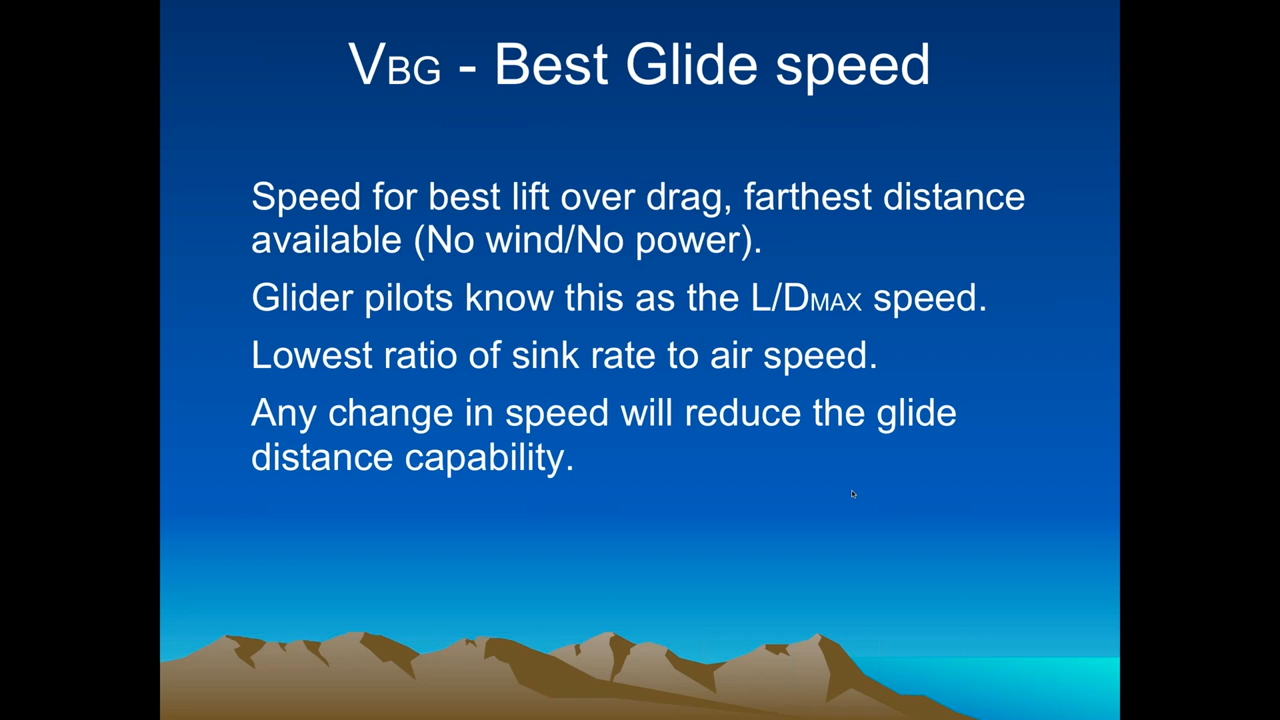 VBG - Best Glide speed
Speed for best lift over drag, farthest distance
available (No wind/No power).
Glider pilots know this as the L/DMAX speed.
Lowest ratio of sink rate to air speed.
Any change in speed will reduce the glide
distance capability.